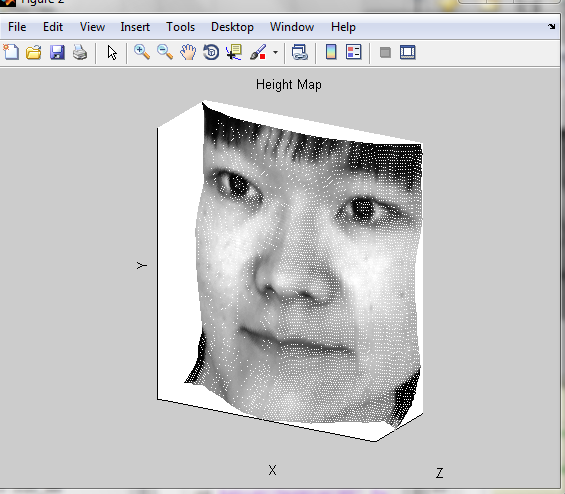 Figure 2
File Edit View Insert Tools Desktop Window Help
Height Map
Y
X
Z